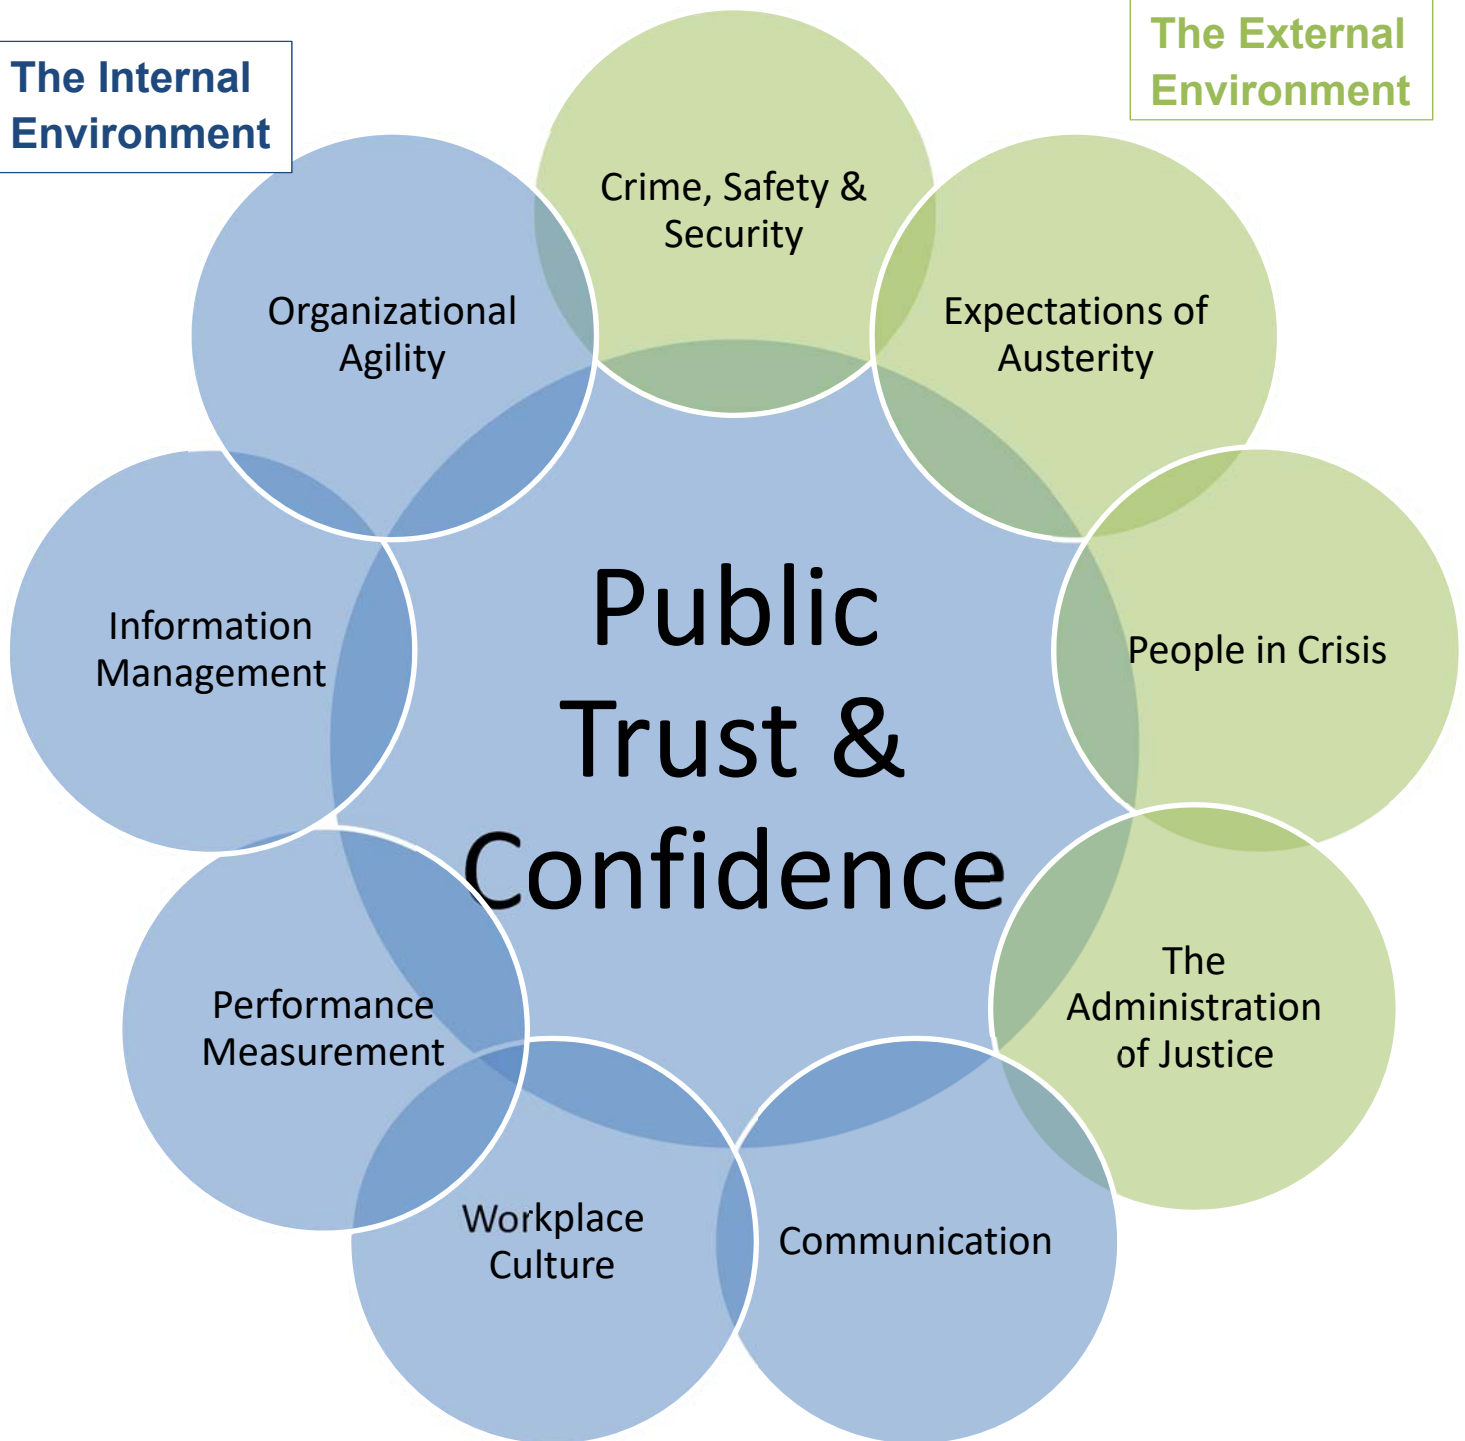 The Internal
Environment
The External
Environment
Crime, Safety &
Security
Organizational
Agility
Expectations of
Austerity
Information
Management
People in Crisis
Public
Trust &
Confidence
Performance
Measurement
The
Administration
of Justice
Workplace
Culture
Communication